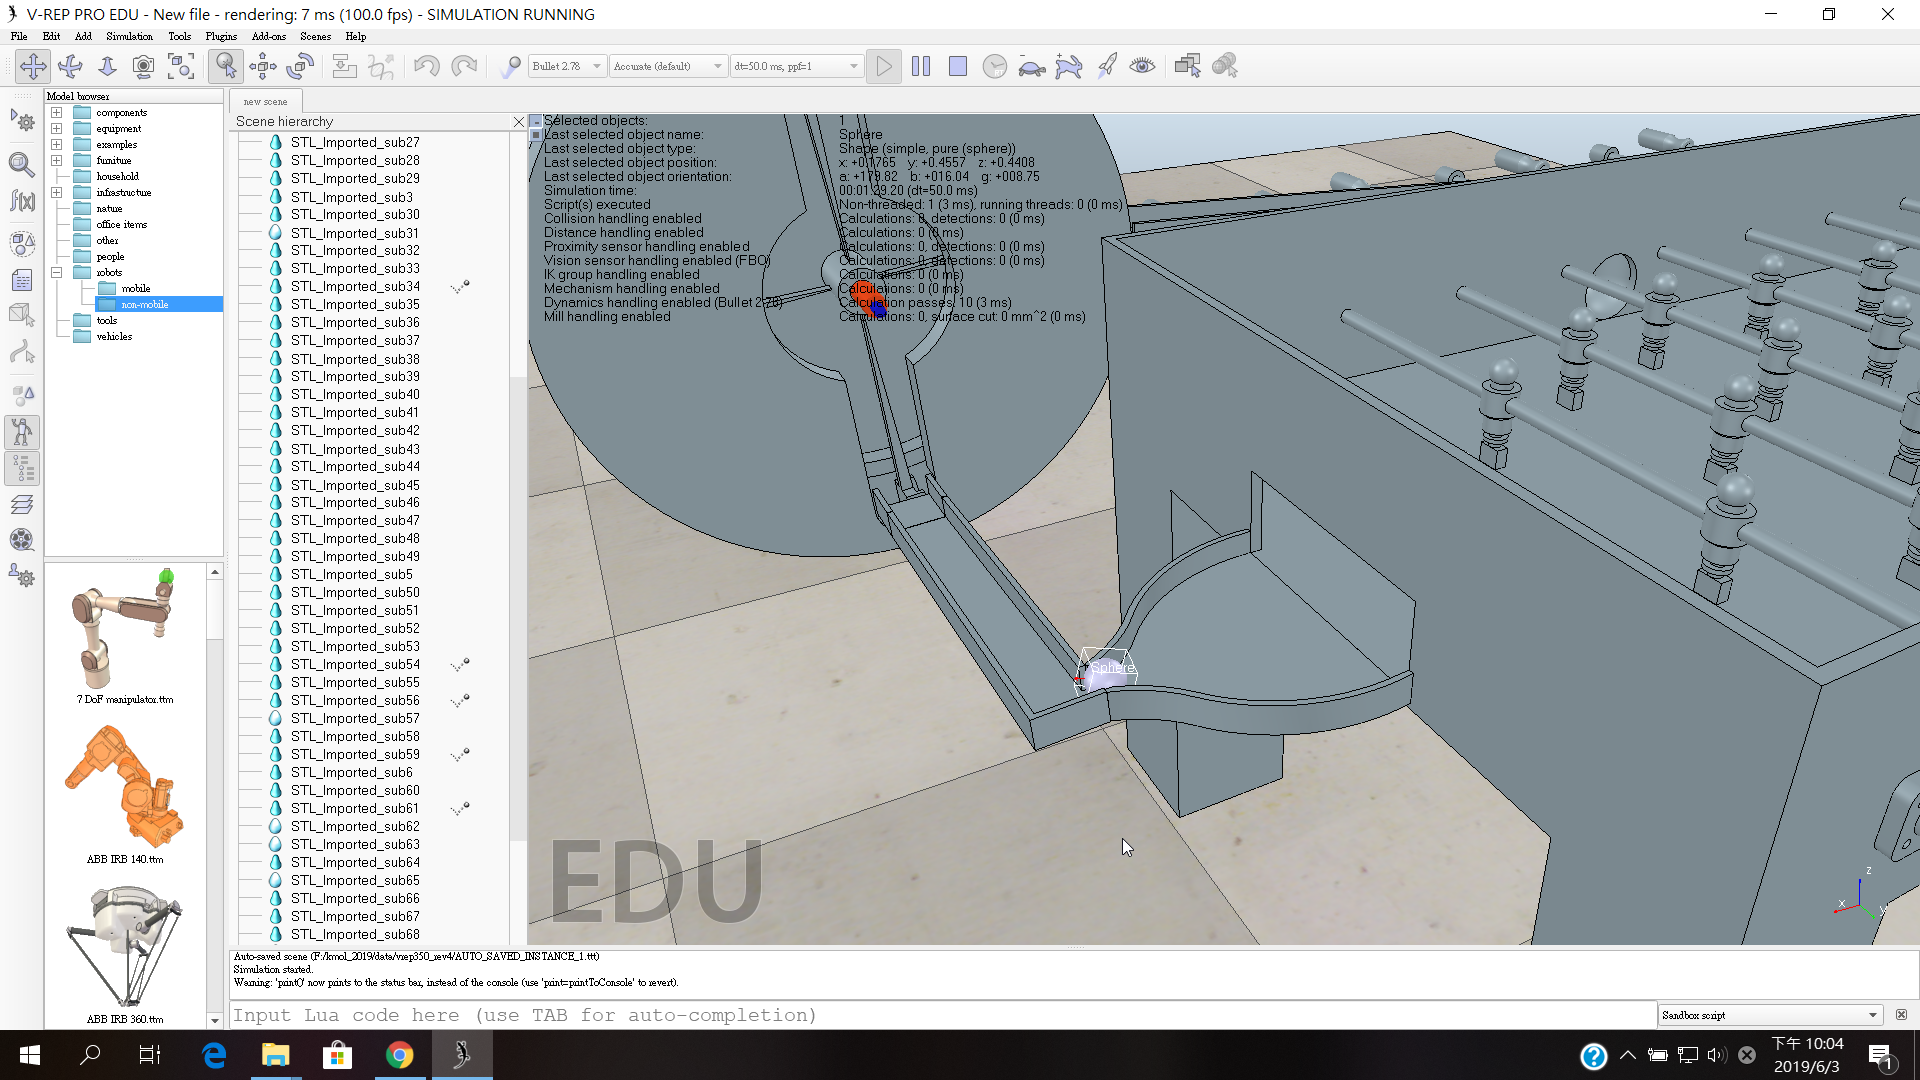 V-REP PRO EDU - New file - rendering: 7 ms (100.0 fps) - SIMULATION RUNNING
File Edit Add Simulation Tools Plugins Add-ons Scenes Help
Bullet 2.78 Accurate (default) dt=50.0 ms, ppf=1
Model browser
components
equipment
examples
furniture
household
infrastructure
nature
office items
other
people
robots
mobile
non-mobile
tools
vehicles
7 DoF manipulator.ttm
ABB IRB 140.ttm
ABB IRB 360.ttm
new scene
Scene hierarchy
STL_Imported_sub27
STL_Imported_sub28
STL_Imported_sub29
STL_Imported_sub3
STL_Imported_sub30
STL_Imported_sub31
STL_Imported_sub32
STL_Imported_sub33
STL_Imported_sub34
STL_Imported_sub35
STL_Imported_sub36
STL_Imported_sub37
STL_Imported_sub38
STL_Imported_sub39
STL_Imported_sub40
STL_Imported_sub41
STL_Imported_sub42
STL_Imported_sub43
STL_Imported_sub44
STL_Imported_sub45
STL_Imported_sub46
STL_Imported_sub47
STL_Imported_sub48
STL_Imported_sub49
STL_Imported_sub5
STL_Imported_sub50
STL_Imported_sub51
STL_Imported_sub52
STL_Imported_sub53
STL_Imported_sub54
STL_Imported_sub55
STL_Imported_sub56
STL_Imported_sub57
STL_Imported_sub58
STL_Imported_sub59
STL_Imported_sub6
STL_Imported_sub60
STL_Imported_sub61
STL_Imported_sub62
STL_Imported_sub63
STL_Imported_sub64
STL_Imported_sub65
STL_Imported_sub66
STL_Imported_sub67
STL_Imported_sub68
Selected objects: 1
Last selected object name: Sphere
Last selected object type: Shape (simple, pure (sphere))
Last selected object position: x: +0.1765 y: +0.4557 z: +0.4408
Last selected object orientation: a: +179.82 b: +016.04 g: +008.75
Simulation time: 00:01:29.20 (dt=50.0 ms)
Script(s) executed Non-threaded: 1 (3 ms), running threads: 0 (0 ms)
Collision handling enabled Calculations: 0, detections: 0 (0 ms)
Distance handling enabled Calculations: 0 (0 ms)
Proximity sensor handling enabled Calculations: 0, detections: 0 (0 ms)
Vision sensor handling enabled (FBO) Calculations: 0, detections: 0 (0 ms)
IK group handling enabled Calculations: 0 (0 ms)
Mechanism handling enabled Calculations: 0 (0 ms)
Dynamics handling enabled (Bullet 2.78) Calculation passes: 10 (3 ms)
Mill handling enabled Calculations: 0, surface cut: 0 mm^2 (0 ms)
Sphere
EDU
z
x
y
Auto-saved scene (F:/kmol_2019/data/vrep350_rev4/AUTO_SAVED_INSTANCE_1.ttt)
Simulation started.
Warning: 'print()' now prints to the status bar, instead of the console (use 'print=printToConsole' to revert).
Input Lua code here (use TAB for auto-completion)
Sandbox script
下午 10:04
2019/6/3
1